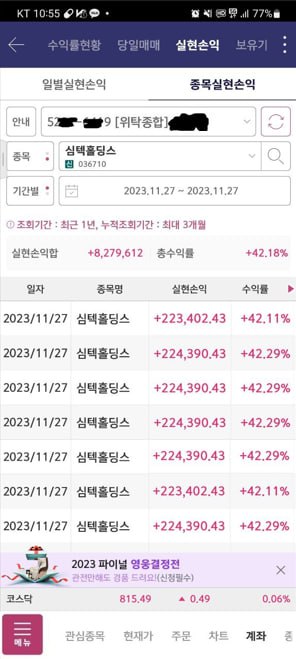 KT 10:55 77%
수익률현황 당일매매 실현손익 보유기
일별실현손익 종목실현손익
안내 52 9 [위탁종합]
종목 심텍홀딩스
신 036710
기간별 2023.11.27 ~ 2023.11.27
① 조회기간 : 최근 1년, 누적조회기간 : 최대 3개월
실현손익합 +8,279,612 총수익률 +42.18%
일자 종목명 실현손익 수익률
2023/11/27 심텍홀딩스 +223,402.43 +42.11%
2023/11/27 심텍홀딩스 +224,390.43 +42.29%
2023/11/27 심텍홀딩스 +224,390.43 +42.29%
2023/11/27 심텍홀딩스 +224,390.43 +42.29%
2023/11/27 심텍홀딩스 +224,390.43 +42.29%
2023/11/27 심텍홀딩스 +223,402.43 +42.11%
2023/11/27 심텍홀딩스 +224,390.43 +42.29%
2023 파이널 영웅결정전
관전만해도 경품 드려요!(신청필수)
코스닥 815.49 ▲ 0.49 0.06%
메뉴 관심종목 현재가 주문 차트 계좌 종